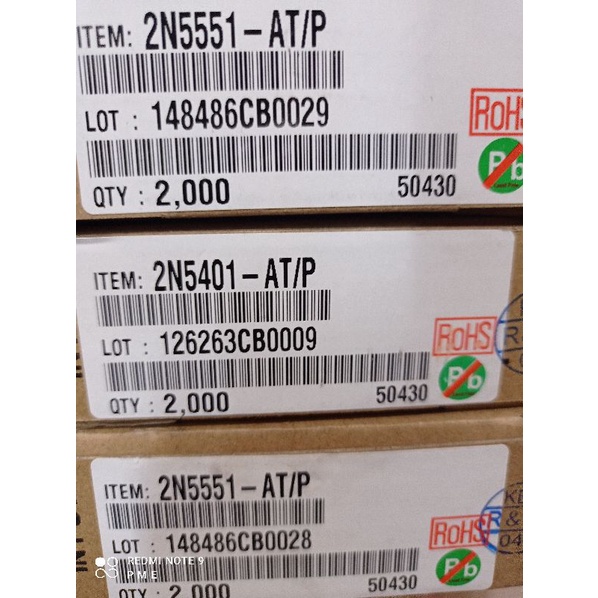 ITEM: 2N5551-AT/P
LOT : 148486CB0029
RoHS
Pb
QTY : 2,000
50430
ITEM: 2N5401-AT/P
LOT : 126263CB0009
RoHS
Pb
QTY : 2,000
50430
ITEM: 2N5551-AT/P
LOT : 148486CB0028
RoHS
Pb
QTY : 2,000
50430
REDMI NOTE 9
P M E